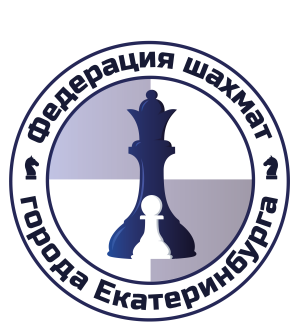 Федерация шахмат
города Екатеринбурга